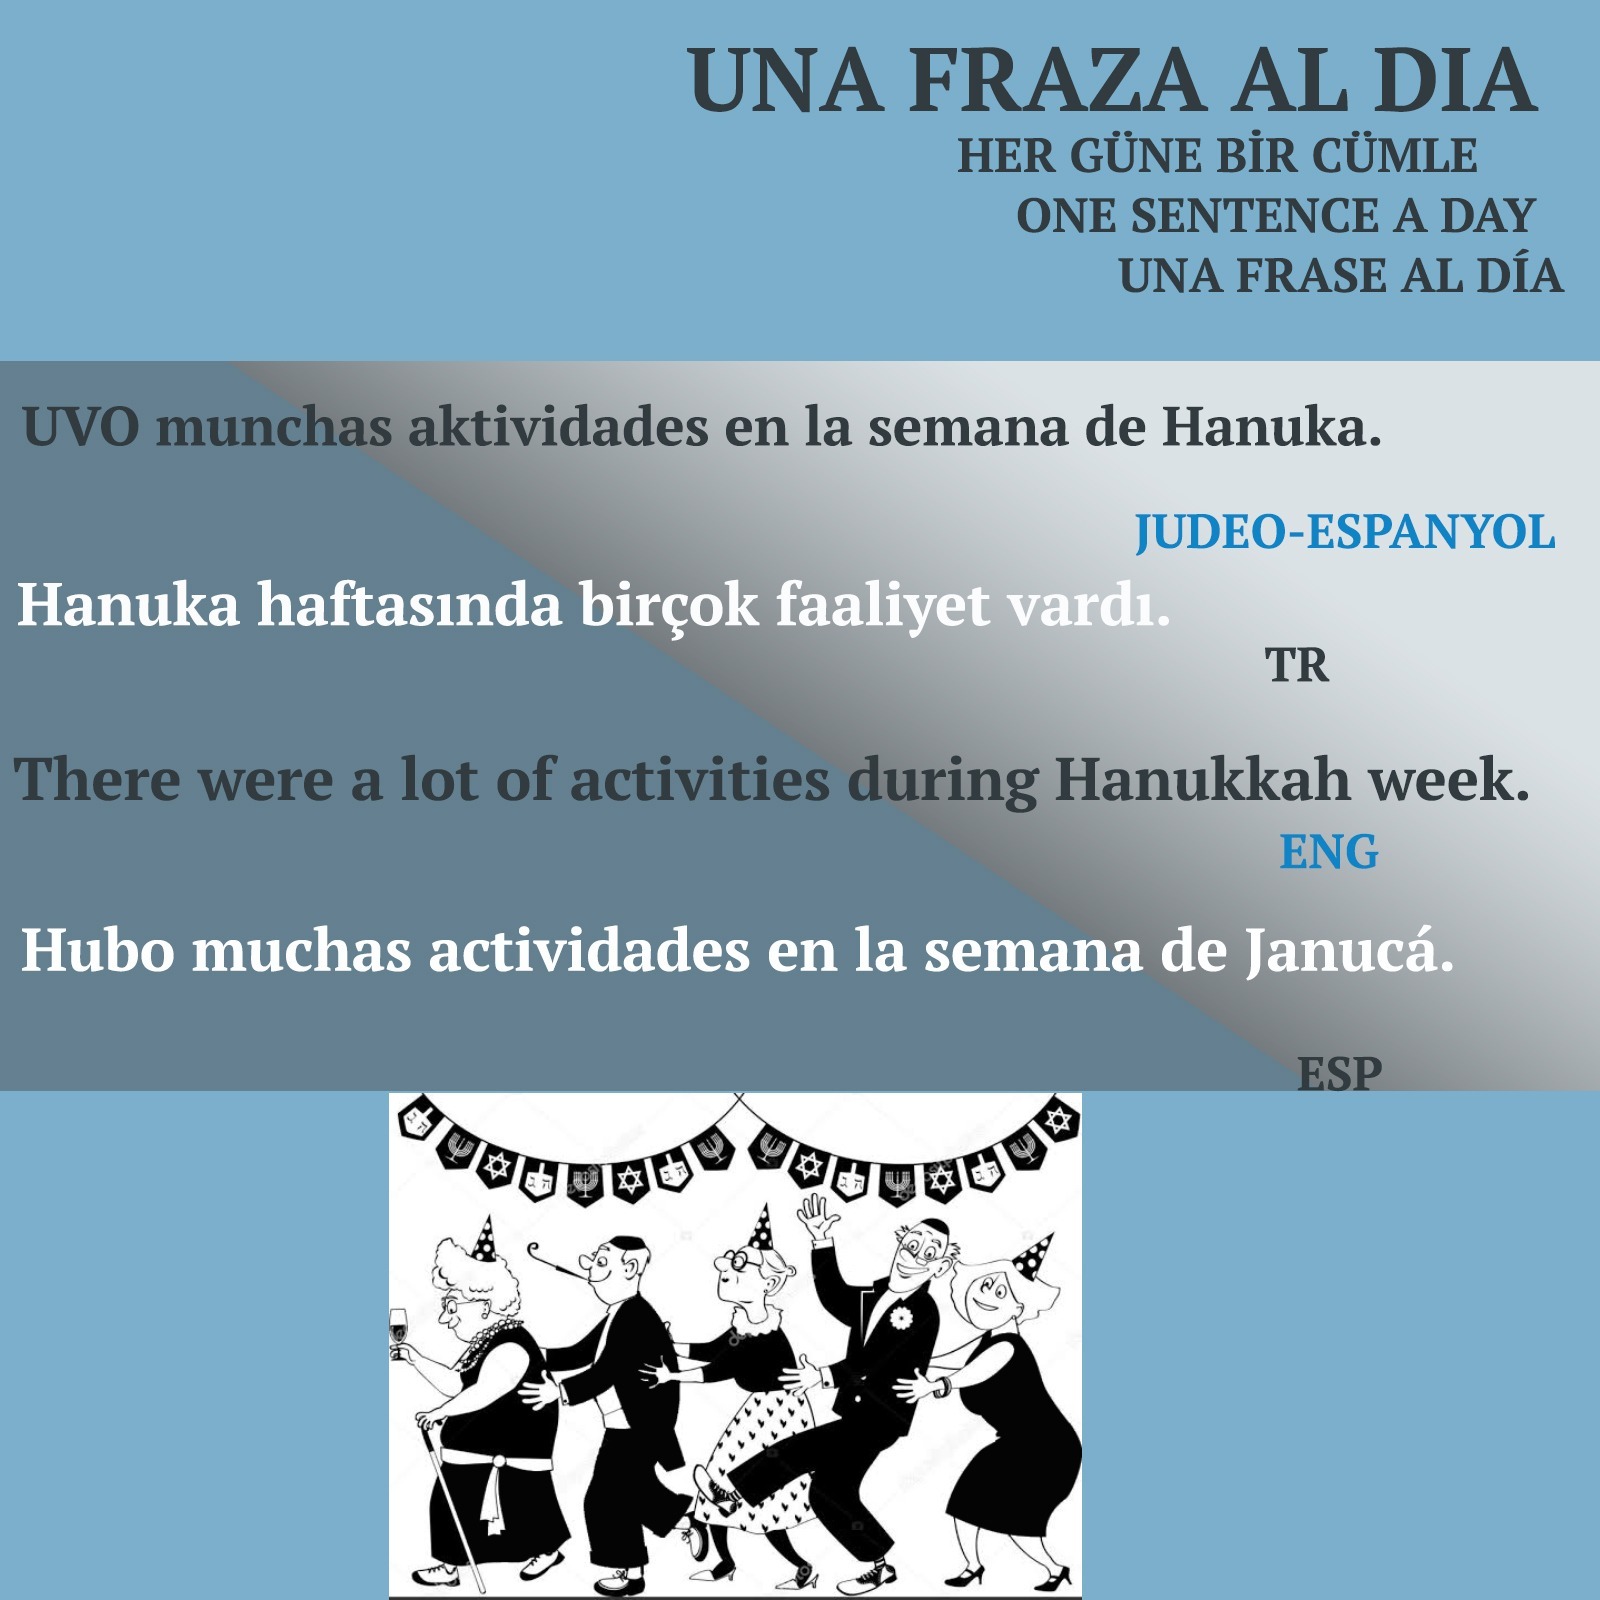 UNA FRAZA AL DIA
HER GÜNE BİR CÜMLE
ONE SENTENCE A DAY
UNA FRASE AL DÍA
UVO munchas aktividades en la semana de Hanuka.
JUDEO-ESPANYOL
Hanuka haftasında birçok faaliyet vardı.
TR
There were a lot of activities during Hanukkah week.
ENG
Hubo muchas actividades en la semana de Janucá.
ESP